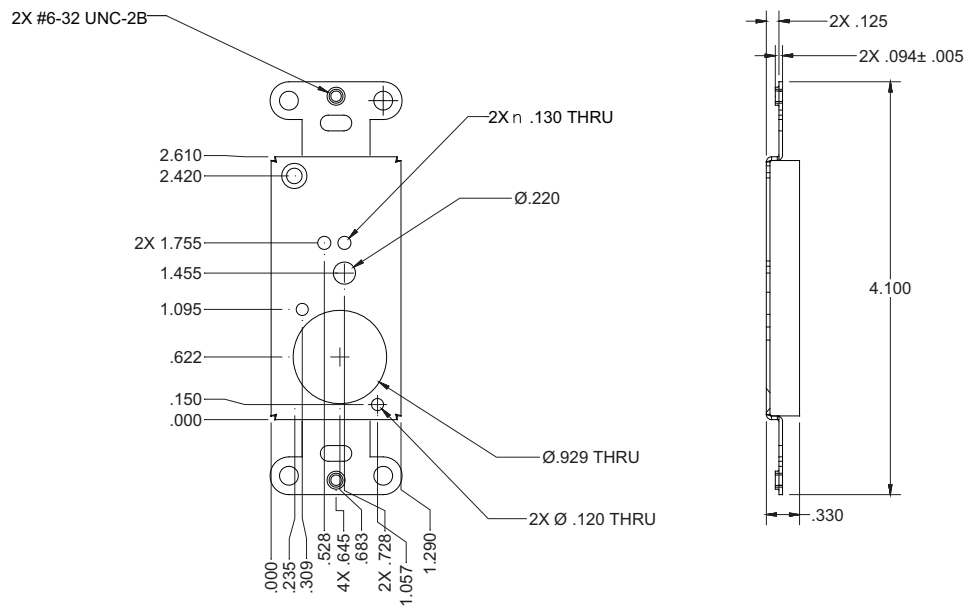 2X #6-32 UNC-2B
2X .125
2X .094± .005
2X n .130 THRU
2.610
2.420
Ø.220
2X 1.755
1.455
4.100
1.095
.622
.150
.000
Ø.929 THRU
2X Ø .120 THRU
.330
.000
.235
.309
.528
4X .645
.683
2X .728
1.057
1.290